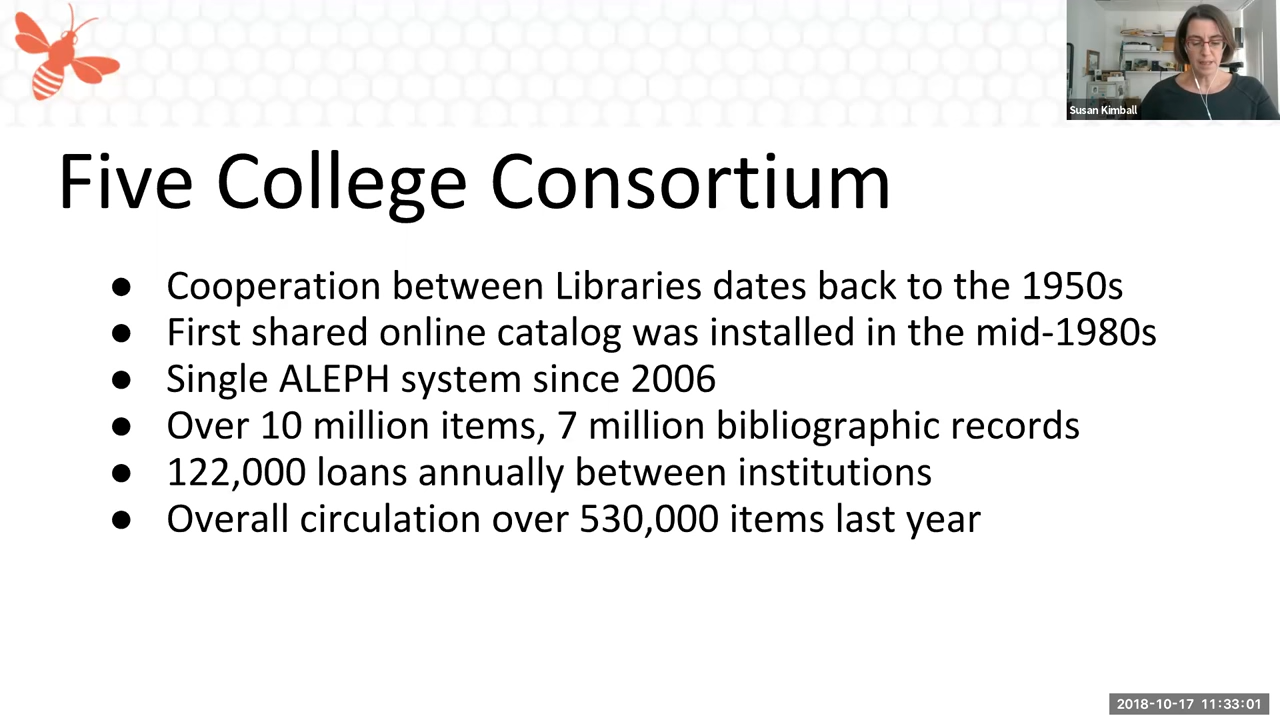 Susan Kimball
Five College Consortium
● Cooperation between Libraries dates back to the 1950s
● First shared online catalog was installed in the mid-1980s
● Single ALEPH system since 2006
● Over 10 million items, 7 million bibliographic records
● 122,000 loans annually between institutions
● Overall circulation over 530,000 items last year
2018-10-17 11:33:01